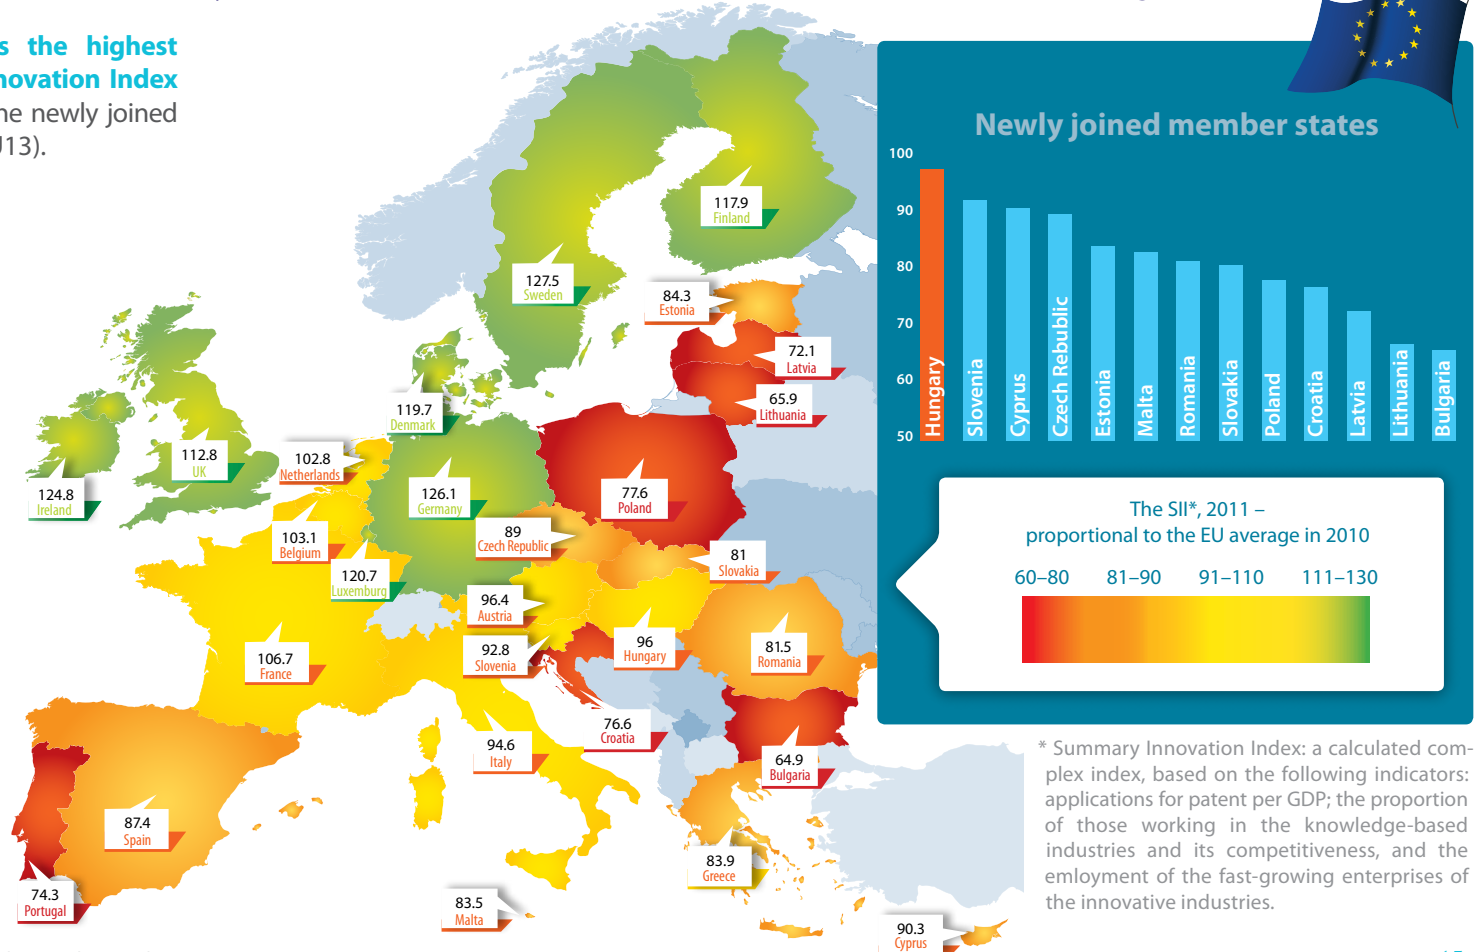 s the highest
novation Index
ne newly joined
J13).
117.9
Finland
127.5
Sweden
84.3
Estonia
72.1
Latvia
65.9
Lithuania
119.7
Denmark
112.8
UK
124.8
Ireland
102.8
Netherlands
126.1
Germany
77.6
Poland
103.1
Belgium
89
Czech Republic
81
Slovakia
120.7
Luxemburg
96.4
Austria
92.8
Slovenia
96
Hungary
81.5
Romania
106.7
France
76.6
Croatia
94.6
Italy
64.9
Bulgaria
87.4
Spain
83.9
Greece
74.3
Portugal
83.5
Malta
90.3
Cyprus
Newly joined member states
100
90
80
70
60
50
Hungary
Slovenia
Cyprus
Czech Rebublic
Estonia
Malta
Romania
Slovakia
Poland
Croatia
Latvia
Lithuania
Bulgaria
The SII*, 2011 –
proportional to the EU average in 2010
60–80 81–90 91–110 111–130
* Summary Innovation Index: a calculated com-
plex index, based on the following indicators:
applications for patent per GDP; the proportion
of those working in the knowledge-based
industries and its competitiveness, and the
emloyment of the fast-growing enterprises of
the innovative industries.